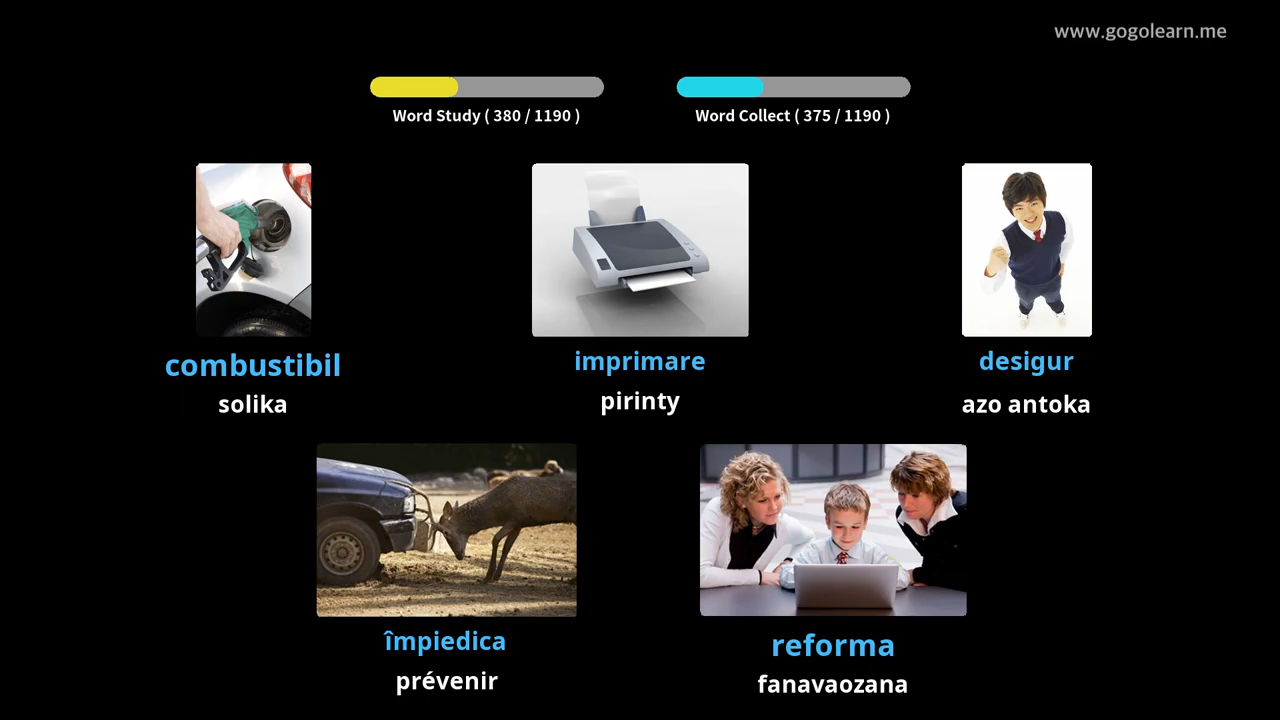 www.gogolearn.me
Word Study ( 380 / 1190 )
Word Collect ( 375 / 1190 )
combustibil
solika
imprimare
pirinty
desigur
azo antoka
împiedica
prévenir
reforma
fanavaozana